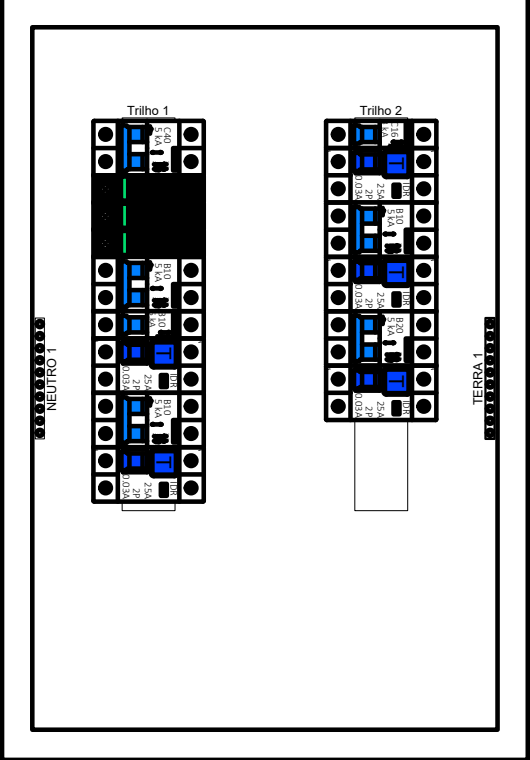 Trilho 1
C40
5 kA
B10
5 kA
B10
5 kA
T
IDR
25A
2P
0.03A
B10
5 kA
T
IDR
25A
2P
0.03A
Trilho 2
C16
5 kA
T
IDR
25A
2P
0.03A
B10
5 kA
T
IDR
25A
2P
0.03A
B20
5 kA
T
IDR
25A
2P
0.03A
NEUTRO 1
TERRA 1